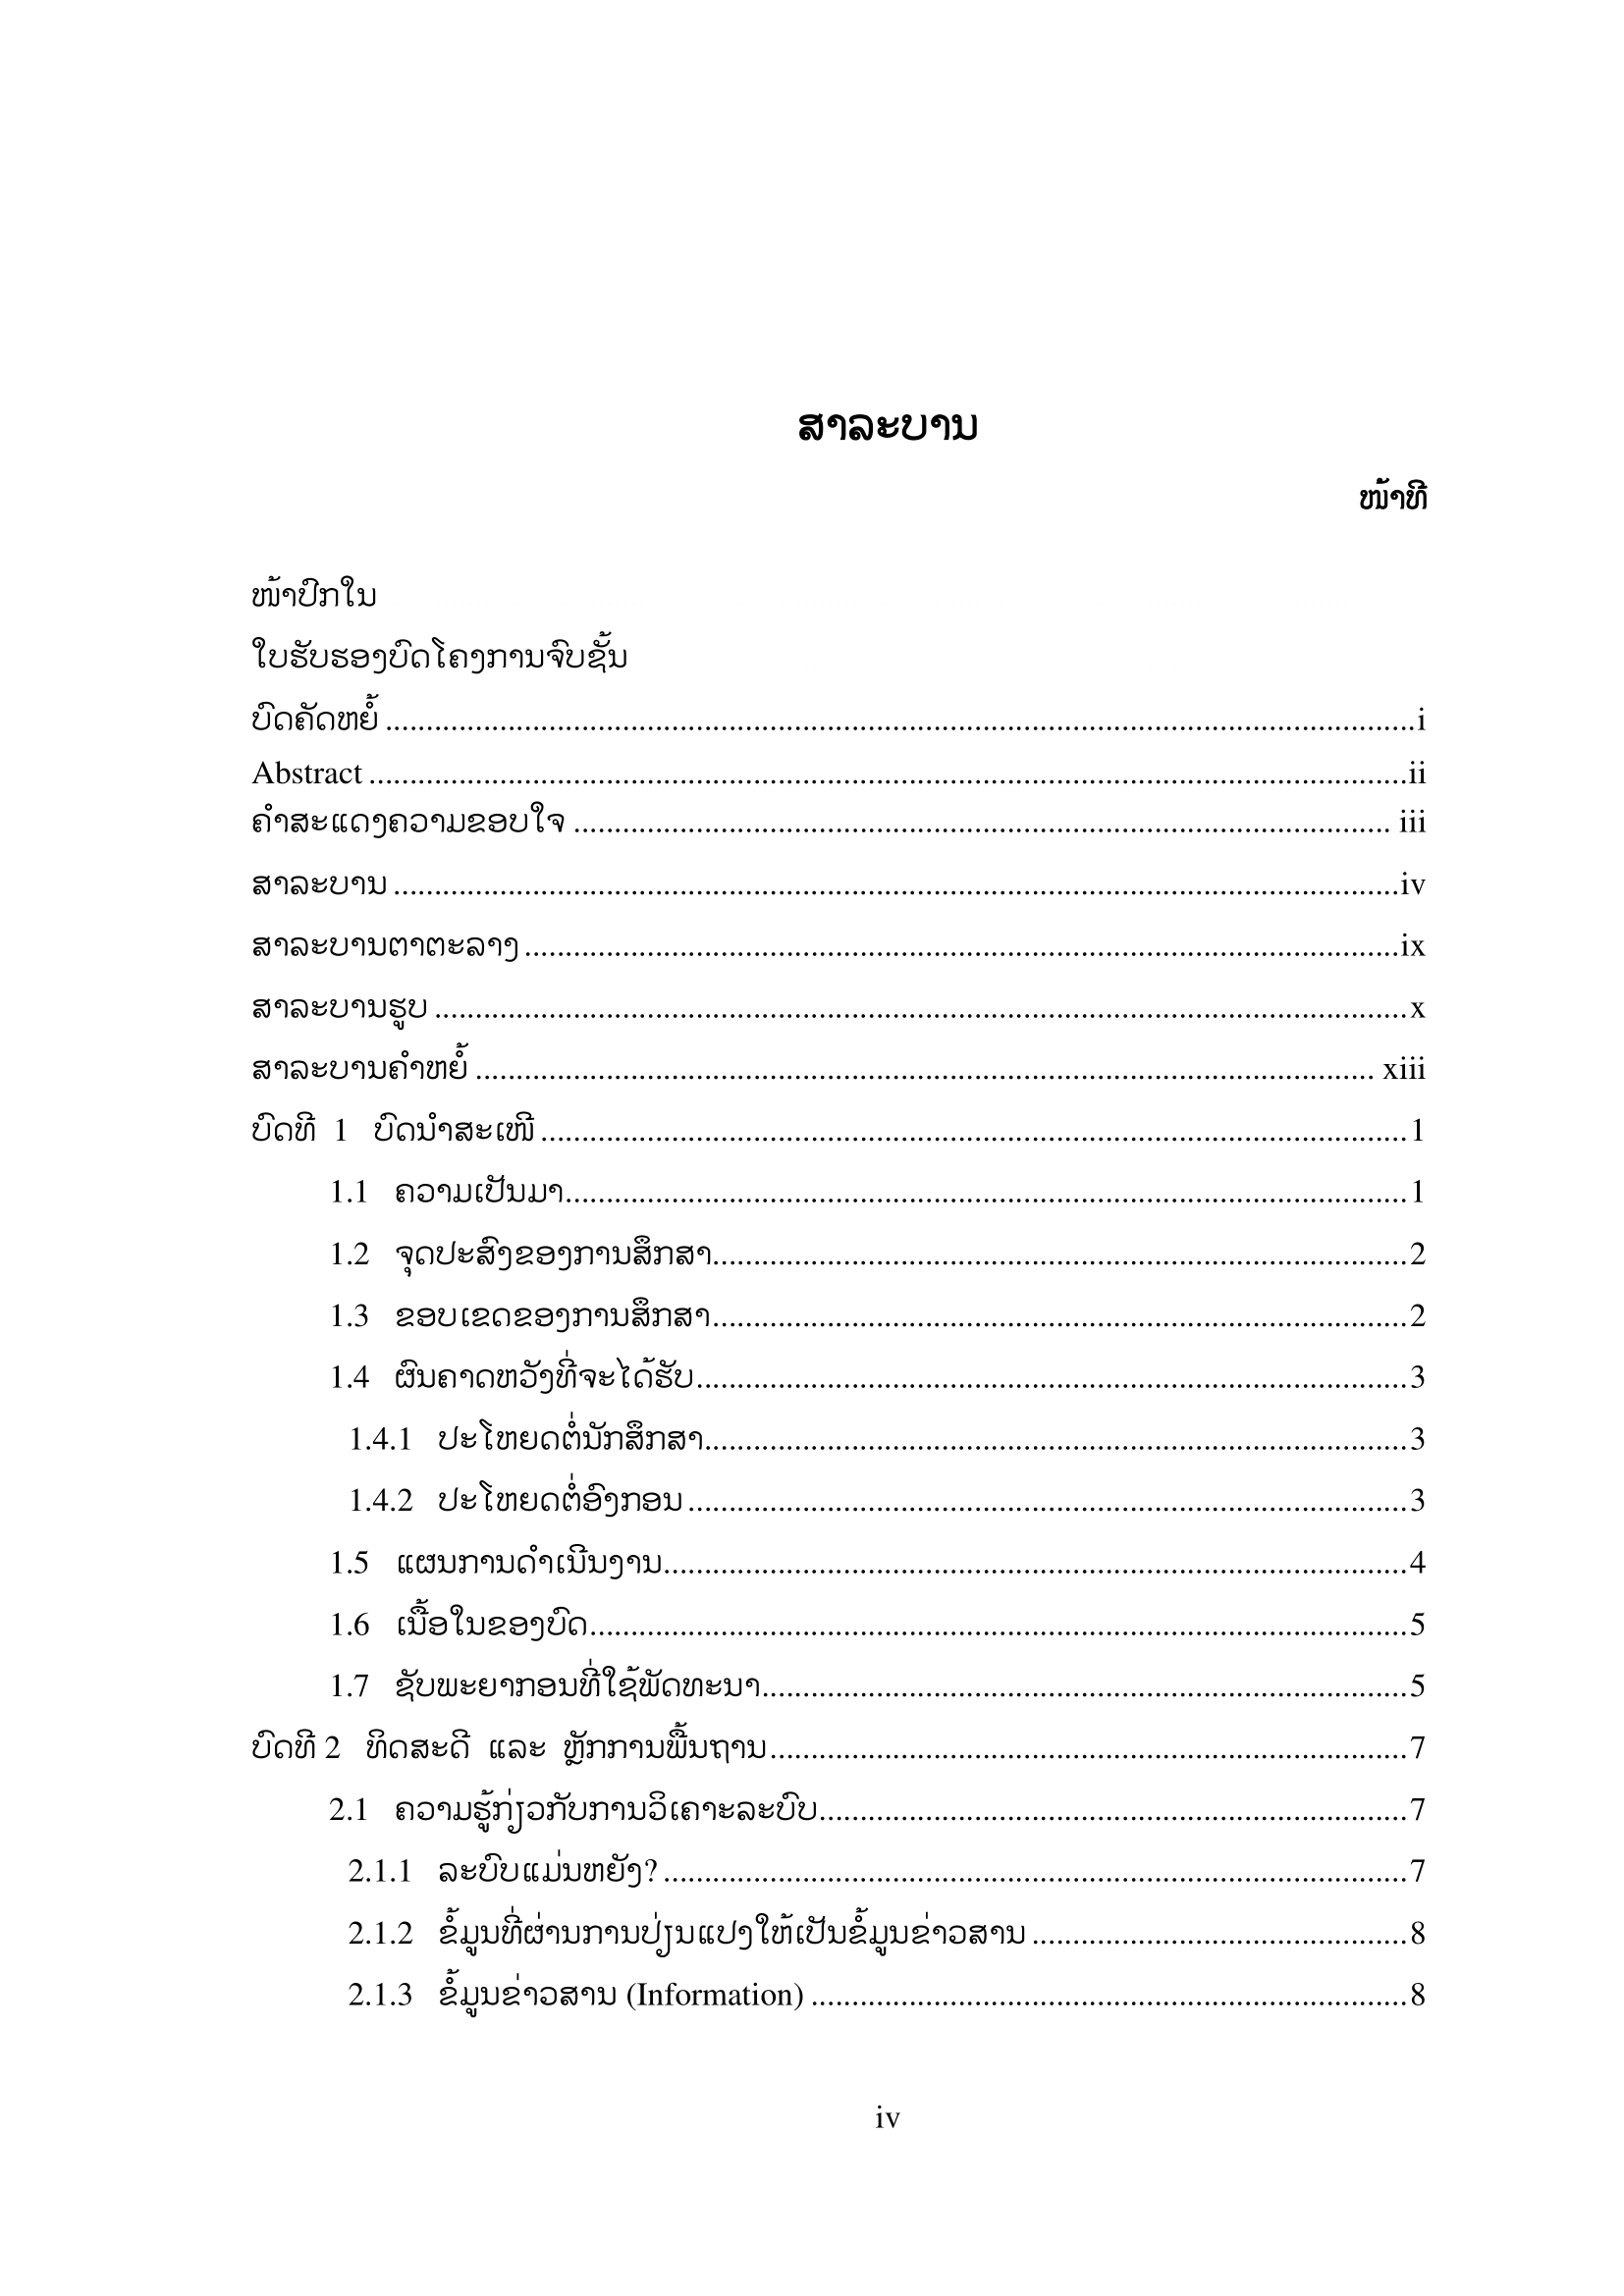 ສາລະບານ
ໜ້າທີ
ໜ້າປົກໃນ
ໃບຮັບຮອງບົດໂຄງການຈົບຊັ້ນ
ບົດຄັດຫຍໍ້ ........................................ i
Abstract ........................................ ii
ຄໍາສະແດງຄວາມຂອບໃຈ ........................................ iii
ສາລະບານ ........................................ iv
ສາລະບານຕາຕະລາງ ........................................ ix
ສາລະບານຮູບ ........................................ x
ສາລະບານຄໍາຫຍໍ້ ........................................ xiii
ບົດທີ 1 ບົດນໍາສະເໜີ ........................................ 1
1.1 ຄວາມເປັນມາ ........................................ 1
1.2 ຈຸດປະສົງຂອງການສຶກສາ ........................................ 2
1.3 ຂອບເຂດຂອງການສຶກສາ ........................................ 2
1.4 ຜົນຄາດຫວັງທີ່ຈະໄດ້ຮັບ ........................................ 3
1.4.1 ປະໂຫຍດຕໍ່ນັກສຶກສາ ........................................ 3
1.4.2 ປະໂຫຍດຕໍ່ອົງກອນ ........................................ 3
1.5 ແຜນການດໍາເນີນງານ ........................................ 4
1.6 ເນື້ອໃນຂອງບົດ ........................................ 5
1.7 ຊັບພະຍາກອນທີ່ໃຊ້ພັດທະນາ ........................................ 5
ບົດທີ 2 ທິດສະດີ ແລະ ຫຼັກການພື້ນຖານ ........................................ 7
2.1 ຄວາມຮູ້ກ່ຽວກັບການວິເຄາະລະບົບ ........................................ 7
2.1.1 ລະບົບແມ່ນຫຍັງ? ........................................ 7
2.1.2 ຂໍ້ມູນທີ່ຜ່ານການປ່ຽນແປງໃຫ້ເປັນຂໍ້ມູນຂ່າວສານ ........................................ 8
2.1.3 ຂໍ້ມູນຂ່າວສານ (Information) ........................................ 8
iv